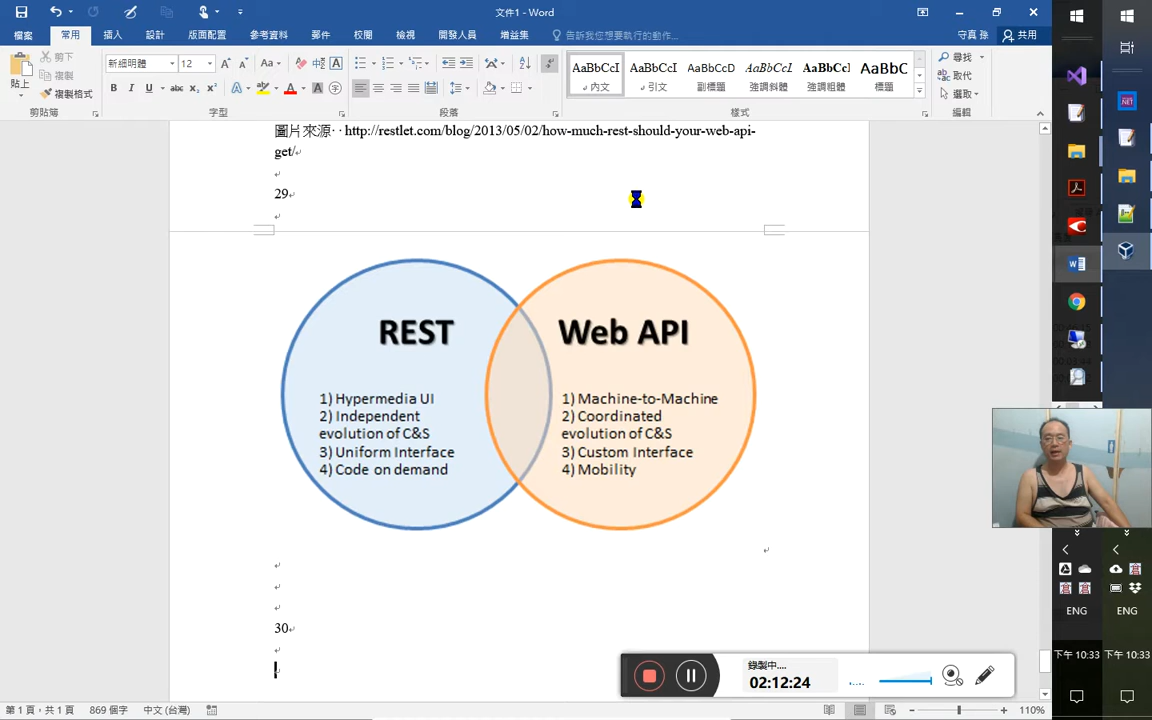 文件1 - Word
檔案 常用 插入 設計 版面配置 參考資料 郵件 校閱 檢視 開發人員 增益集 告訴我您想要執行的動作... 守真 孫 共用
貼上 剪下 複製 複製格式 剪貼簿
新細明體 12 字型
B I U abc x₂ x² A
段落
AaBbCcI AaBbCcI AaBbCcD AaBbCcI AaBbCcI AaBbCc
內文 引文 副標題 強調斜體 強調粗體 標題
樣式
尋找 取代 選取 編輯
圖片來源‧‧http://restlet.com/blog/2013/05/02/how-much-rest-should-your-web-api-
get/
29
REST
1) Hypermedia UI
2) Independent
evolution of C&S
3) Uniform Interface
4) Code on demand
Web API
1) Machine-to-Machine
2) Coordinated
evolution of C&S
3) Custom Interface
4) Mobility
30
錄製中....
02:12:24
ENG ENG
下午 10:33 下午 10:33
第 1 頁，共 1 頁 869 個字 中文 (台灣) 110%